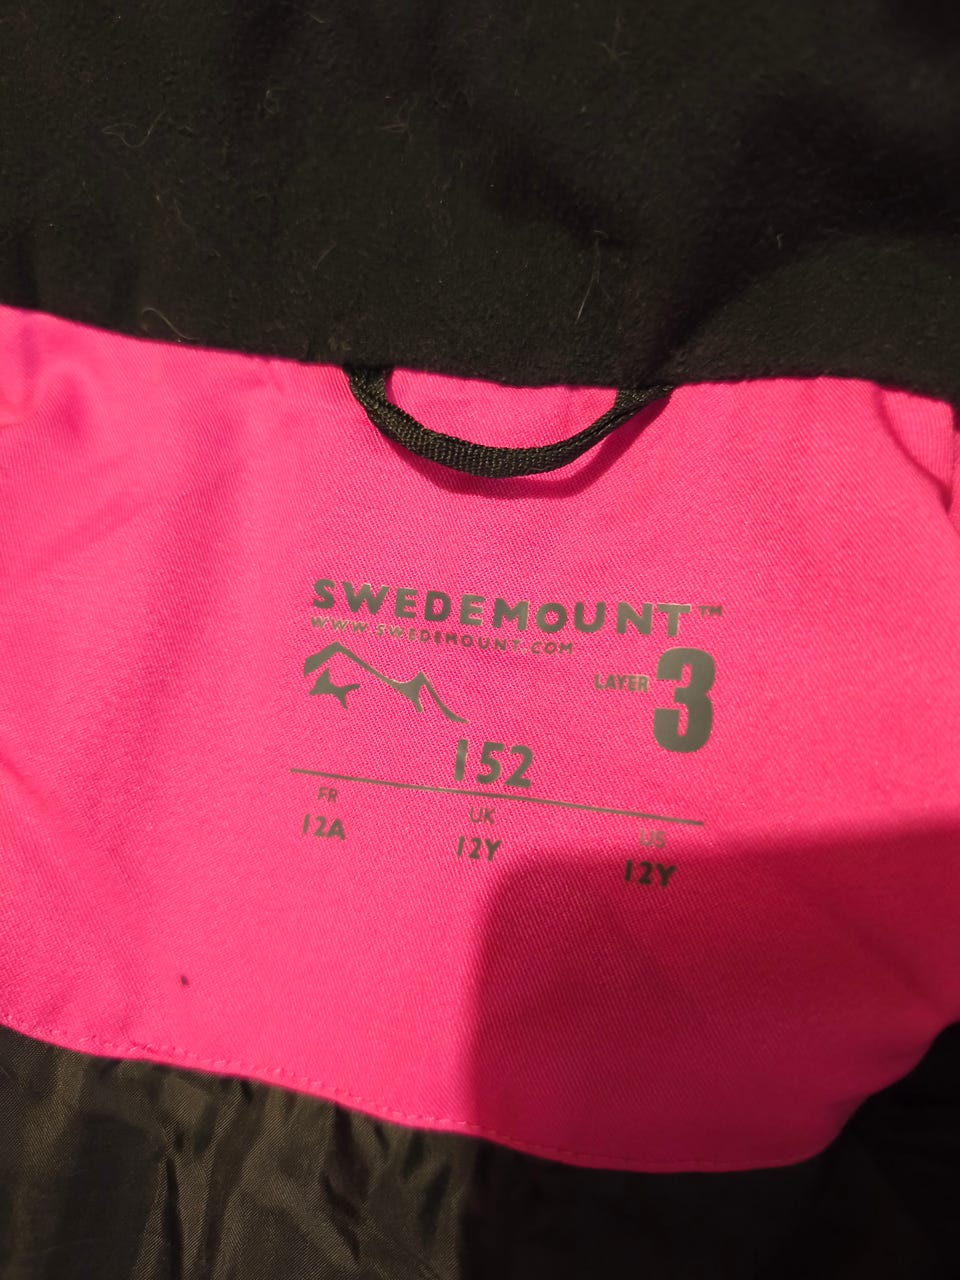 SWEDEMOUNT™
WWW.SWEDEMOUNT.COM
LAYER 3
152
FR UK US
12A 12Y 12Y